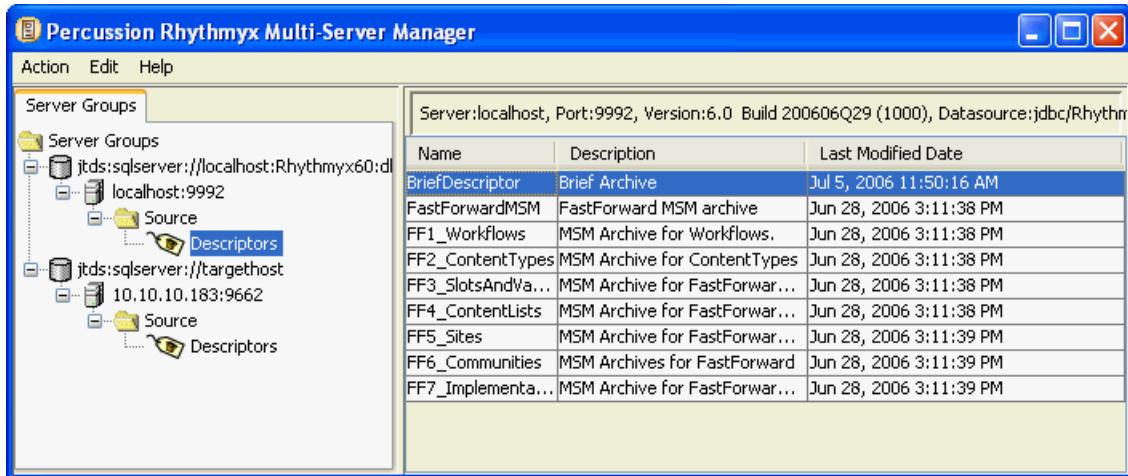 Percussion Rhythmyx Multi-Server Manager
Action Edit Help
Server Groups
Server Groups
jtds:sqlserver://localhost:Rhythmyx60:dl
localhost:9992
Source
Descriptors
jtds:sqlserver://targethost
10.10.10.183:9662
Source
Descriptors
Server:localhost, Port:9992, Version:6.0 Build 200606Q29 (1000), Datasource:jdbc/Rhythm
Name Description Last Modified Date
BriefDescriptor Brief Archive Jul 5, 2006 11:50:16 AM
FastForwardMSM FastForward MSM archive Jun 28, 2006 3:11:38 PM
FF1_Workflows MSM Archive for Workflows. Jun 28, 2006 3:11:38 PM
FF2_ContentTypes MSM Archive for ContentTypes Jun 28, 2006 3:11:38 PM
FF3_SlotsAndVa... MSM Archive for FastForwar... Jun 28, 2006 3:11:38 PM
FF4_ContentLists MSM Archive for FastForwar... Jun 28, 2006 3:11:38 PM
FF5_Sites MSM Archive for FastForwar... Jun 28, 2006 3:11:39 PM
FF6_Communities MSM Archives for FastForward Jun 28, 2006 3:11:39 PM
FF7_Implementa... MSM Archive for FastForwar... Jun 28, 2006 3:11:39 PM